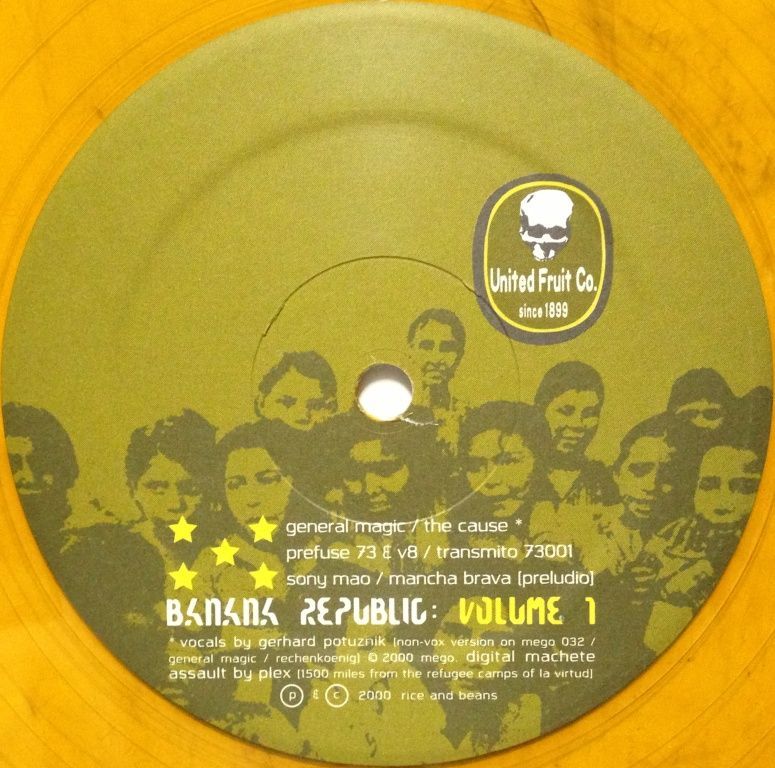 United Fruit Co.
since 1899
general magic / the cause *
prefuse 73 & v8 / transmito 73001
sony mao / mancha brava [preludio]
BANANA REPUBLIC: VOLUME 1
* vocals by gerhard potuznik [non-vox version on mego 032 /
general magic / rechenkoenig] © 2000 mego. digital machete
assault by plex [1500 miles from the refugee camps of la virtud]
℗ & © 2000 rice and beans